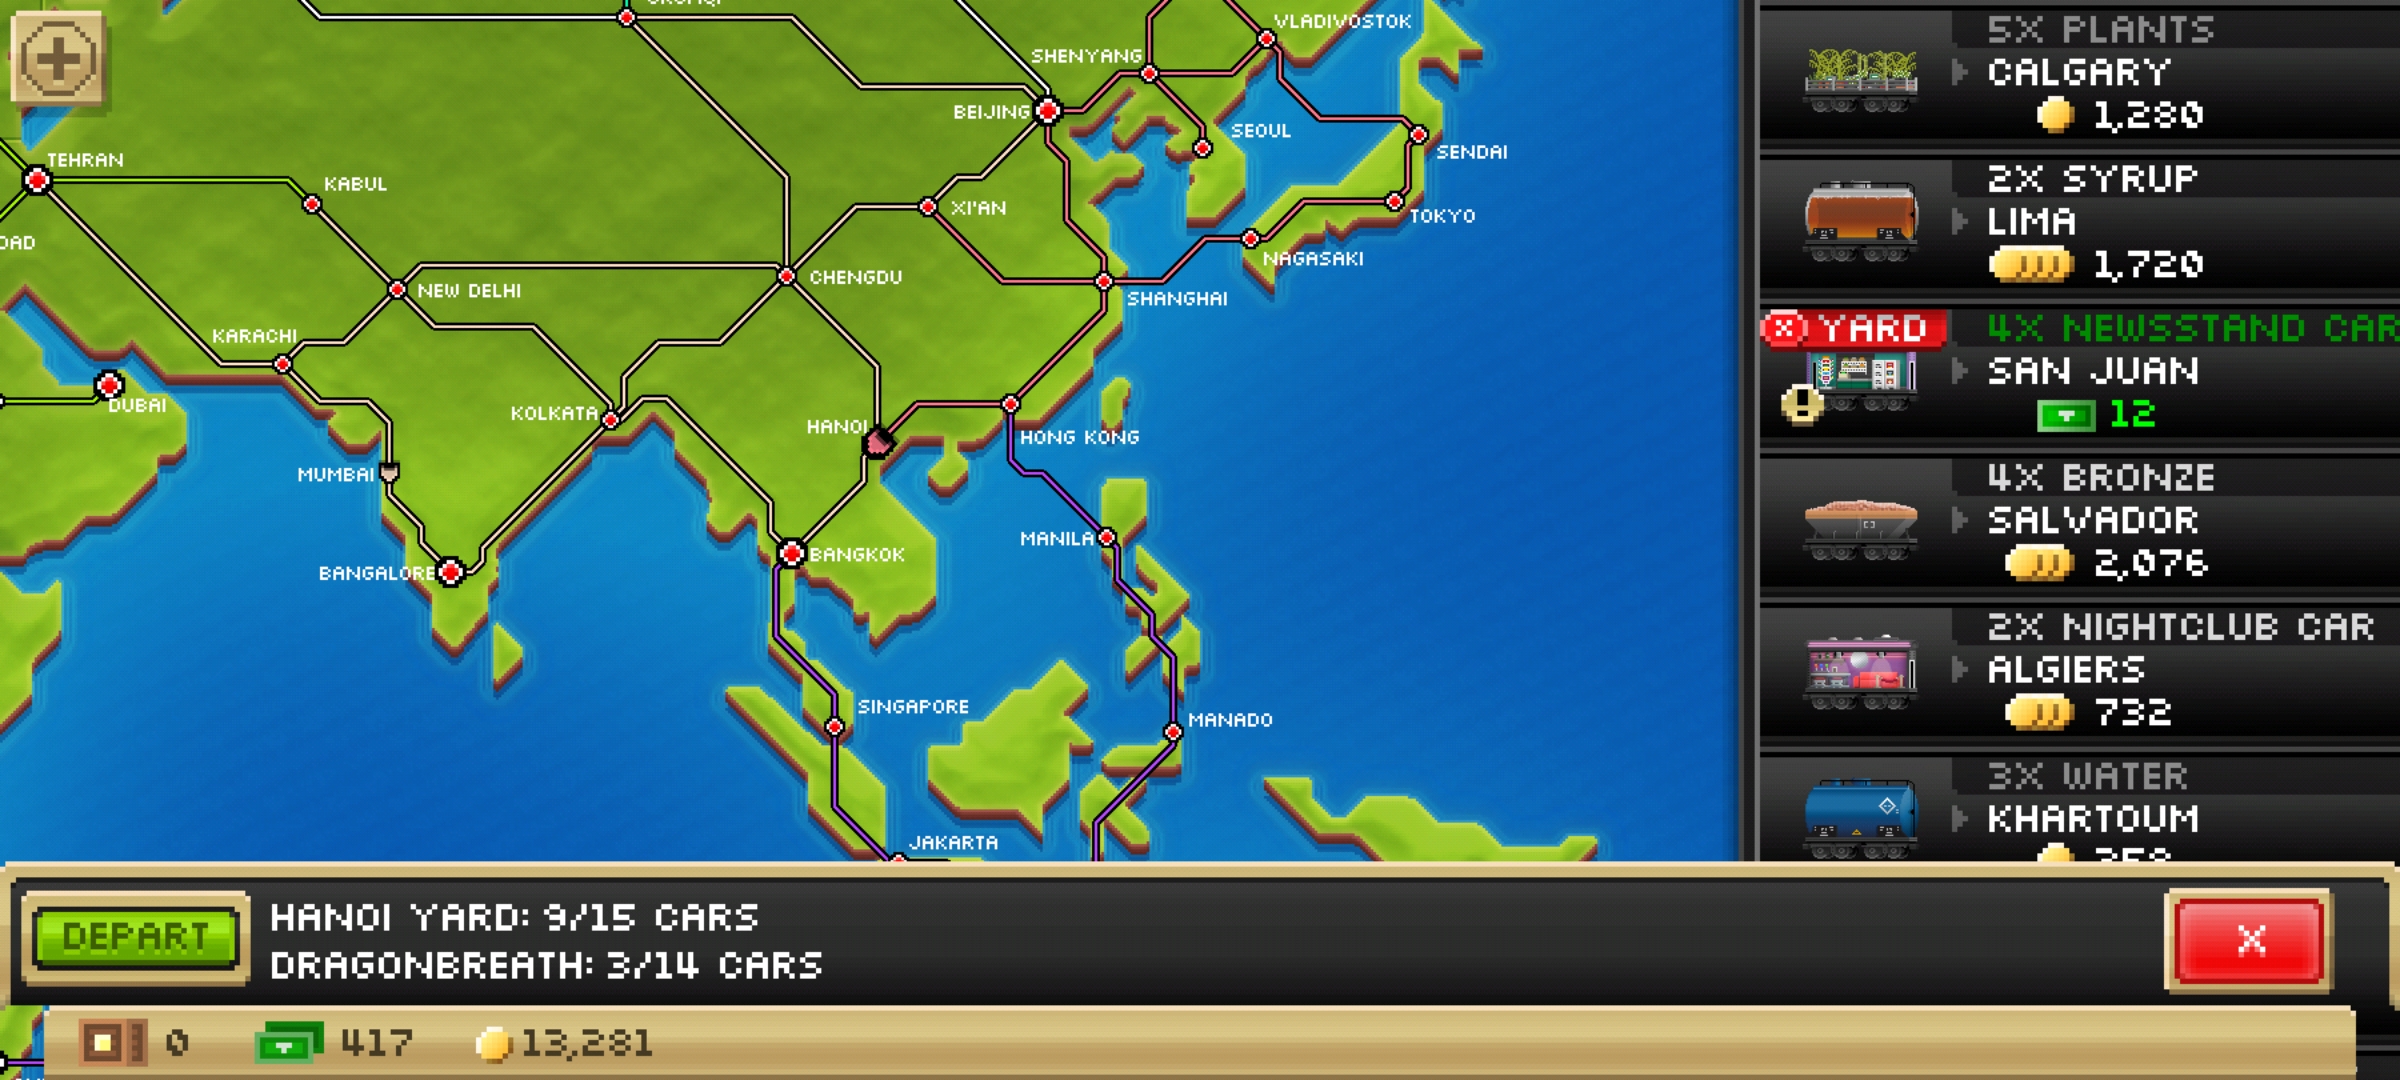 VLADIVOSTOK
SHENYANG
BEIJING
SEOUL
SENDAI
TEHRAN
KABUL
XI'AN
TOKYO
NAGASAKI
NEW DELHI
CHENGDU
SHANGHAI
KARACHI
DUBAI
KOLKATA
HANOI
HONG KONG
MUMBAI
MANILA
BANGKOK
BANGALORE
SINGAPORE
MANADO
JAKARTA
5X PLANTS
CALGARY
1,280
2X SYRUP
LIMA
1,720
X YARD
4X NEWSSTAND CAR
SAN JUAN
12
4X BRONZE
SALVADOR
2,076
2X NIGHTCLUB CAR
ALGIERS
732
3X WATER
KHARTOUM
DEPART
HANOI YARD: 9/15 CARS
DRAGONBREATH: 3/14 CARS
X
0 417 13,281